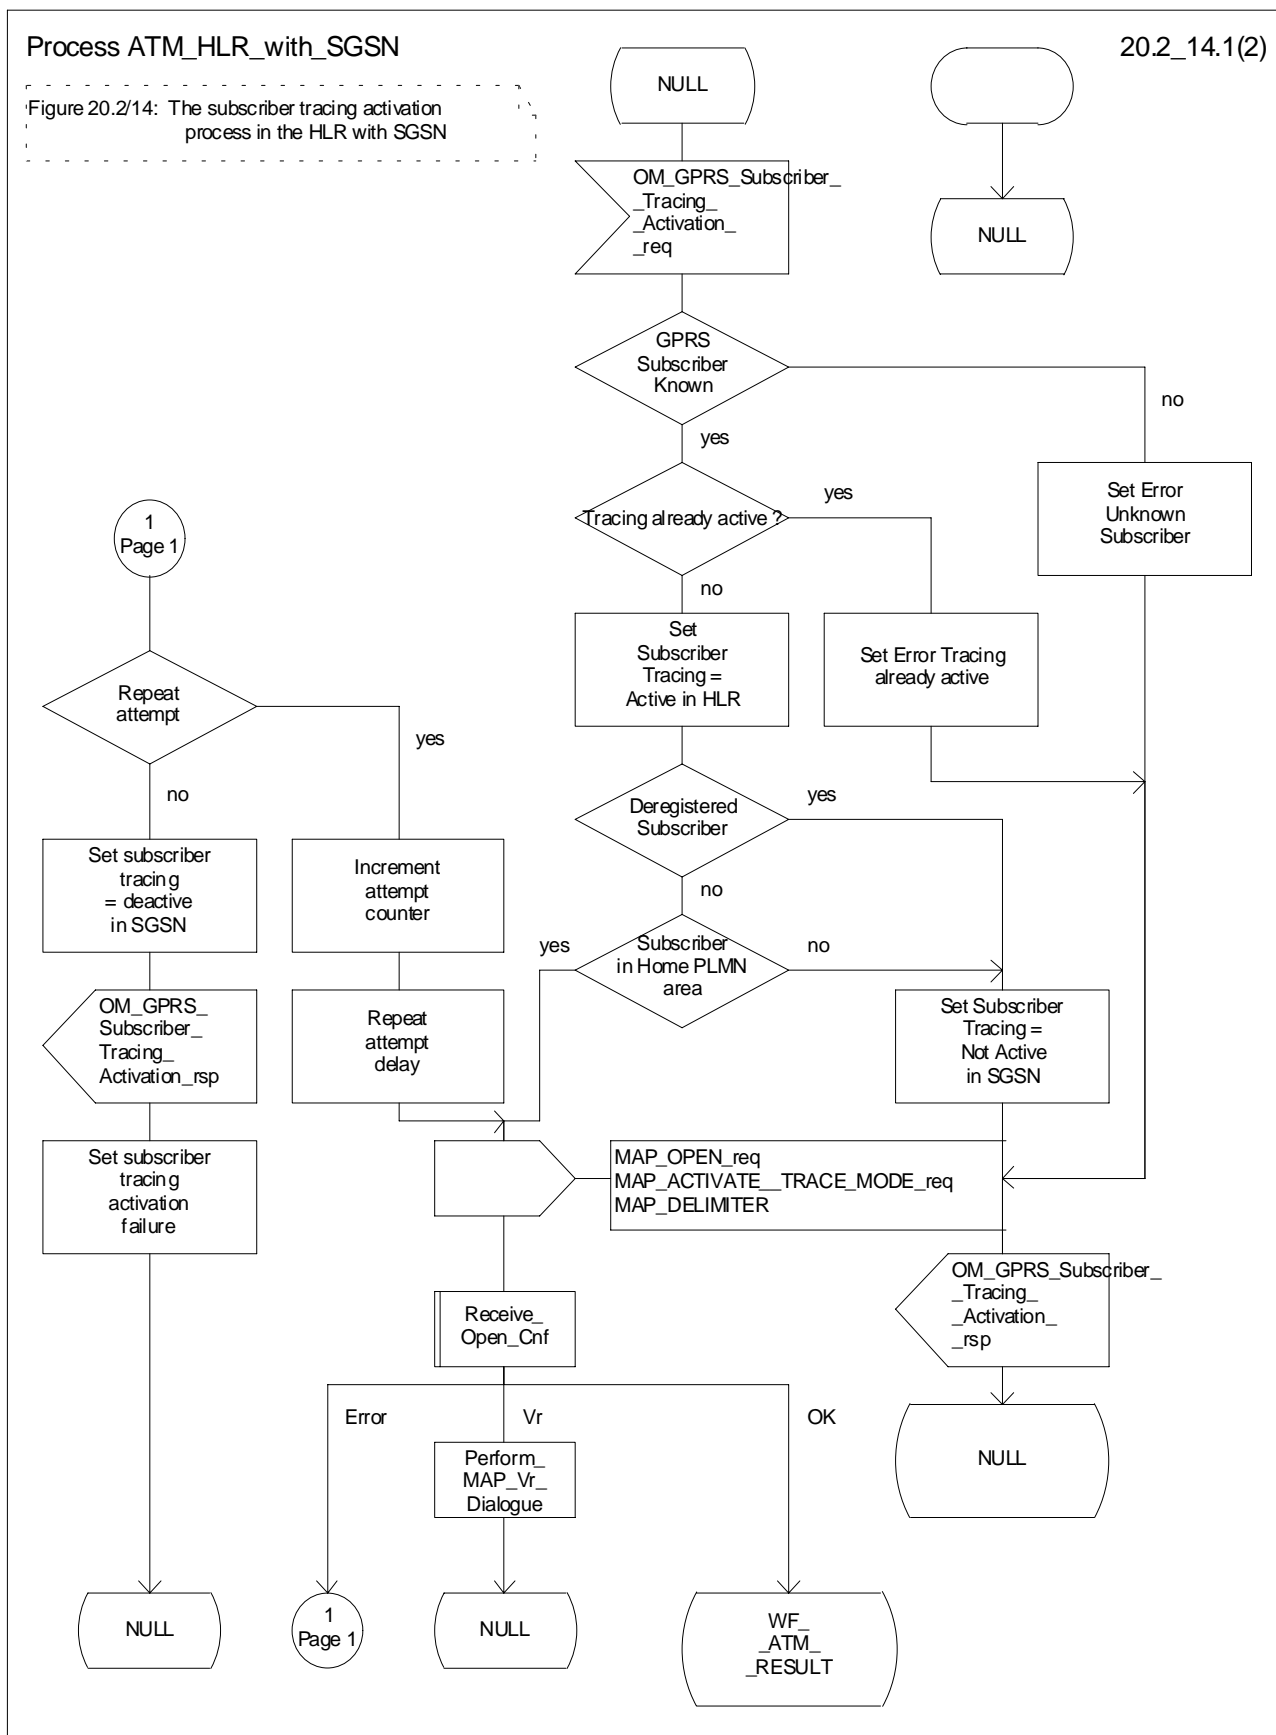 Process ATM_HLR_with_SGSN
20.2_14.1(2)
Figure 20.2/14: The subscriber tracing activation
process in the HLR with SGSN
NULL
OM_GPRS_Subscriber_
_Tracing_
_Activation_
_req
NULL
GPRS
Subscriber
Known
no
yes
Tracing already active ?
yes
Set Error
Unknown
Subscriber
1
Page 1
no
Set
Subscriber
Tracing =
Active in HLR
Set Error Tracing
already active
Repeat
attempt
yes
no
Deregistered
Subscriber
yes
no
Set subscriber
tracing
= deactive
in SGSN
Increment
attempt
counter
yes
Subscriber
in Home PLMN
area
no
OM_GPRS_
Subscriber_
Tracing_
Activation_rsp
Repeat
attempt
delay
Set Subscriber
Tracing =
Not Active
in SGSN
Set subscriber
tracing
activation
failure
MAP_OPEN_req
MAP_ACTIVATE__TRACE_MODE_req
MAP_DELIMITER
OM_GPRS_Subscriber_
_Tracing_
_Activation_
_rsp
Receive_
Open_Cnf
Error
Vr
OK
Perform_
MAP_Vr_
Dialogue
NULL
NULL
1
Page 1
NULL
WF_
_ATM_
_RESULT